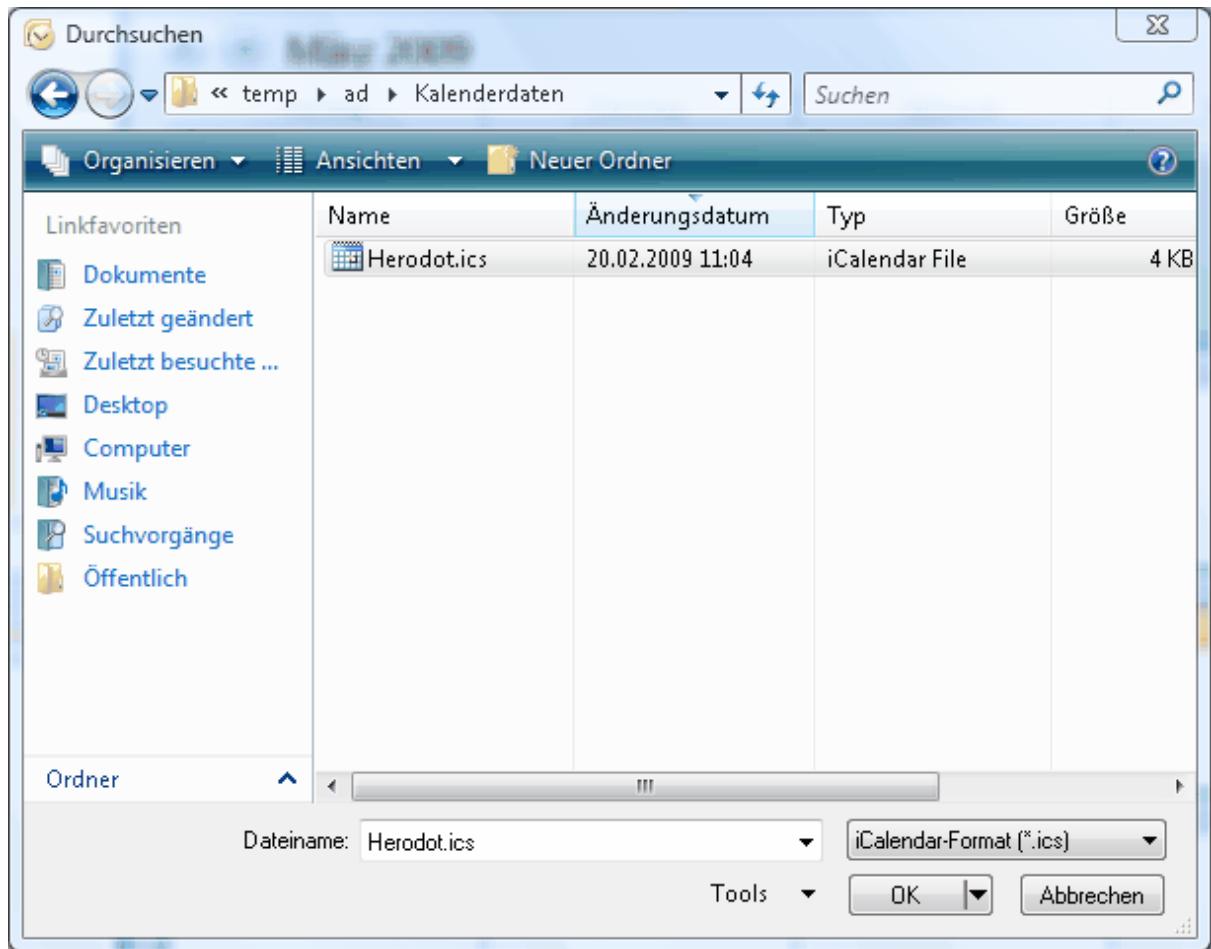 Durchsuchen
März 2009
« temp ▸ ad ▸ Kalenderdaten
Suchen
Organisieren Ansichten Neuer Ordner
Linkfavoriten
Name Änderungsdatum Typ Größe
Herodot.ics 20.02.2009 11:04 iCalendar File 4 KB
Dokumente
Zuletzt geändert
Zuletzt besuchte ...
Desktop
Computer
Musik
Suchvorgänge
Öffentlich
Ordner
Dateiname: Herodot.ics iCalendar-Format (*.ics)
Tools OK Abbrechen